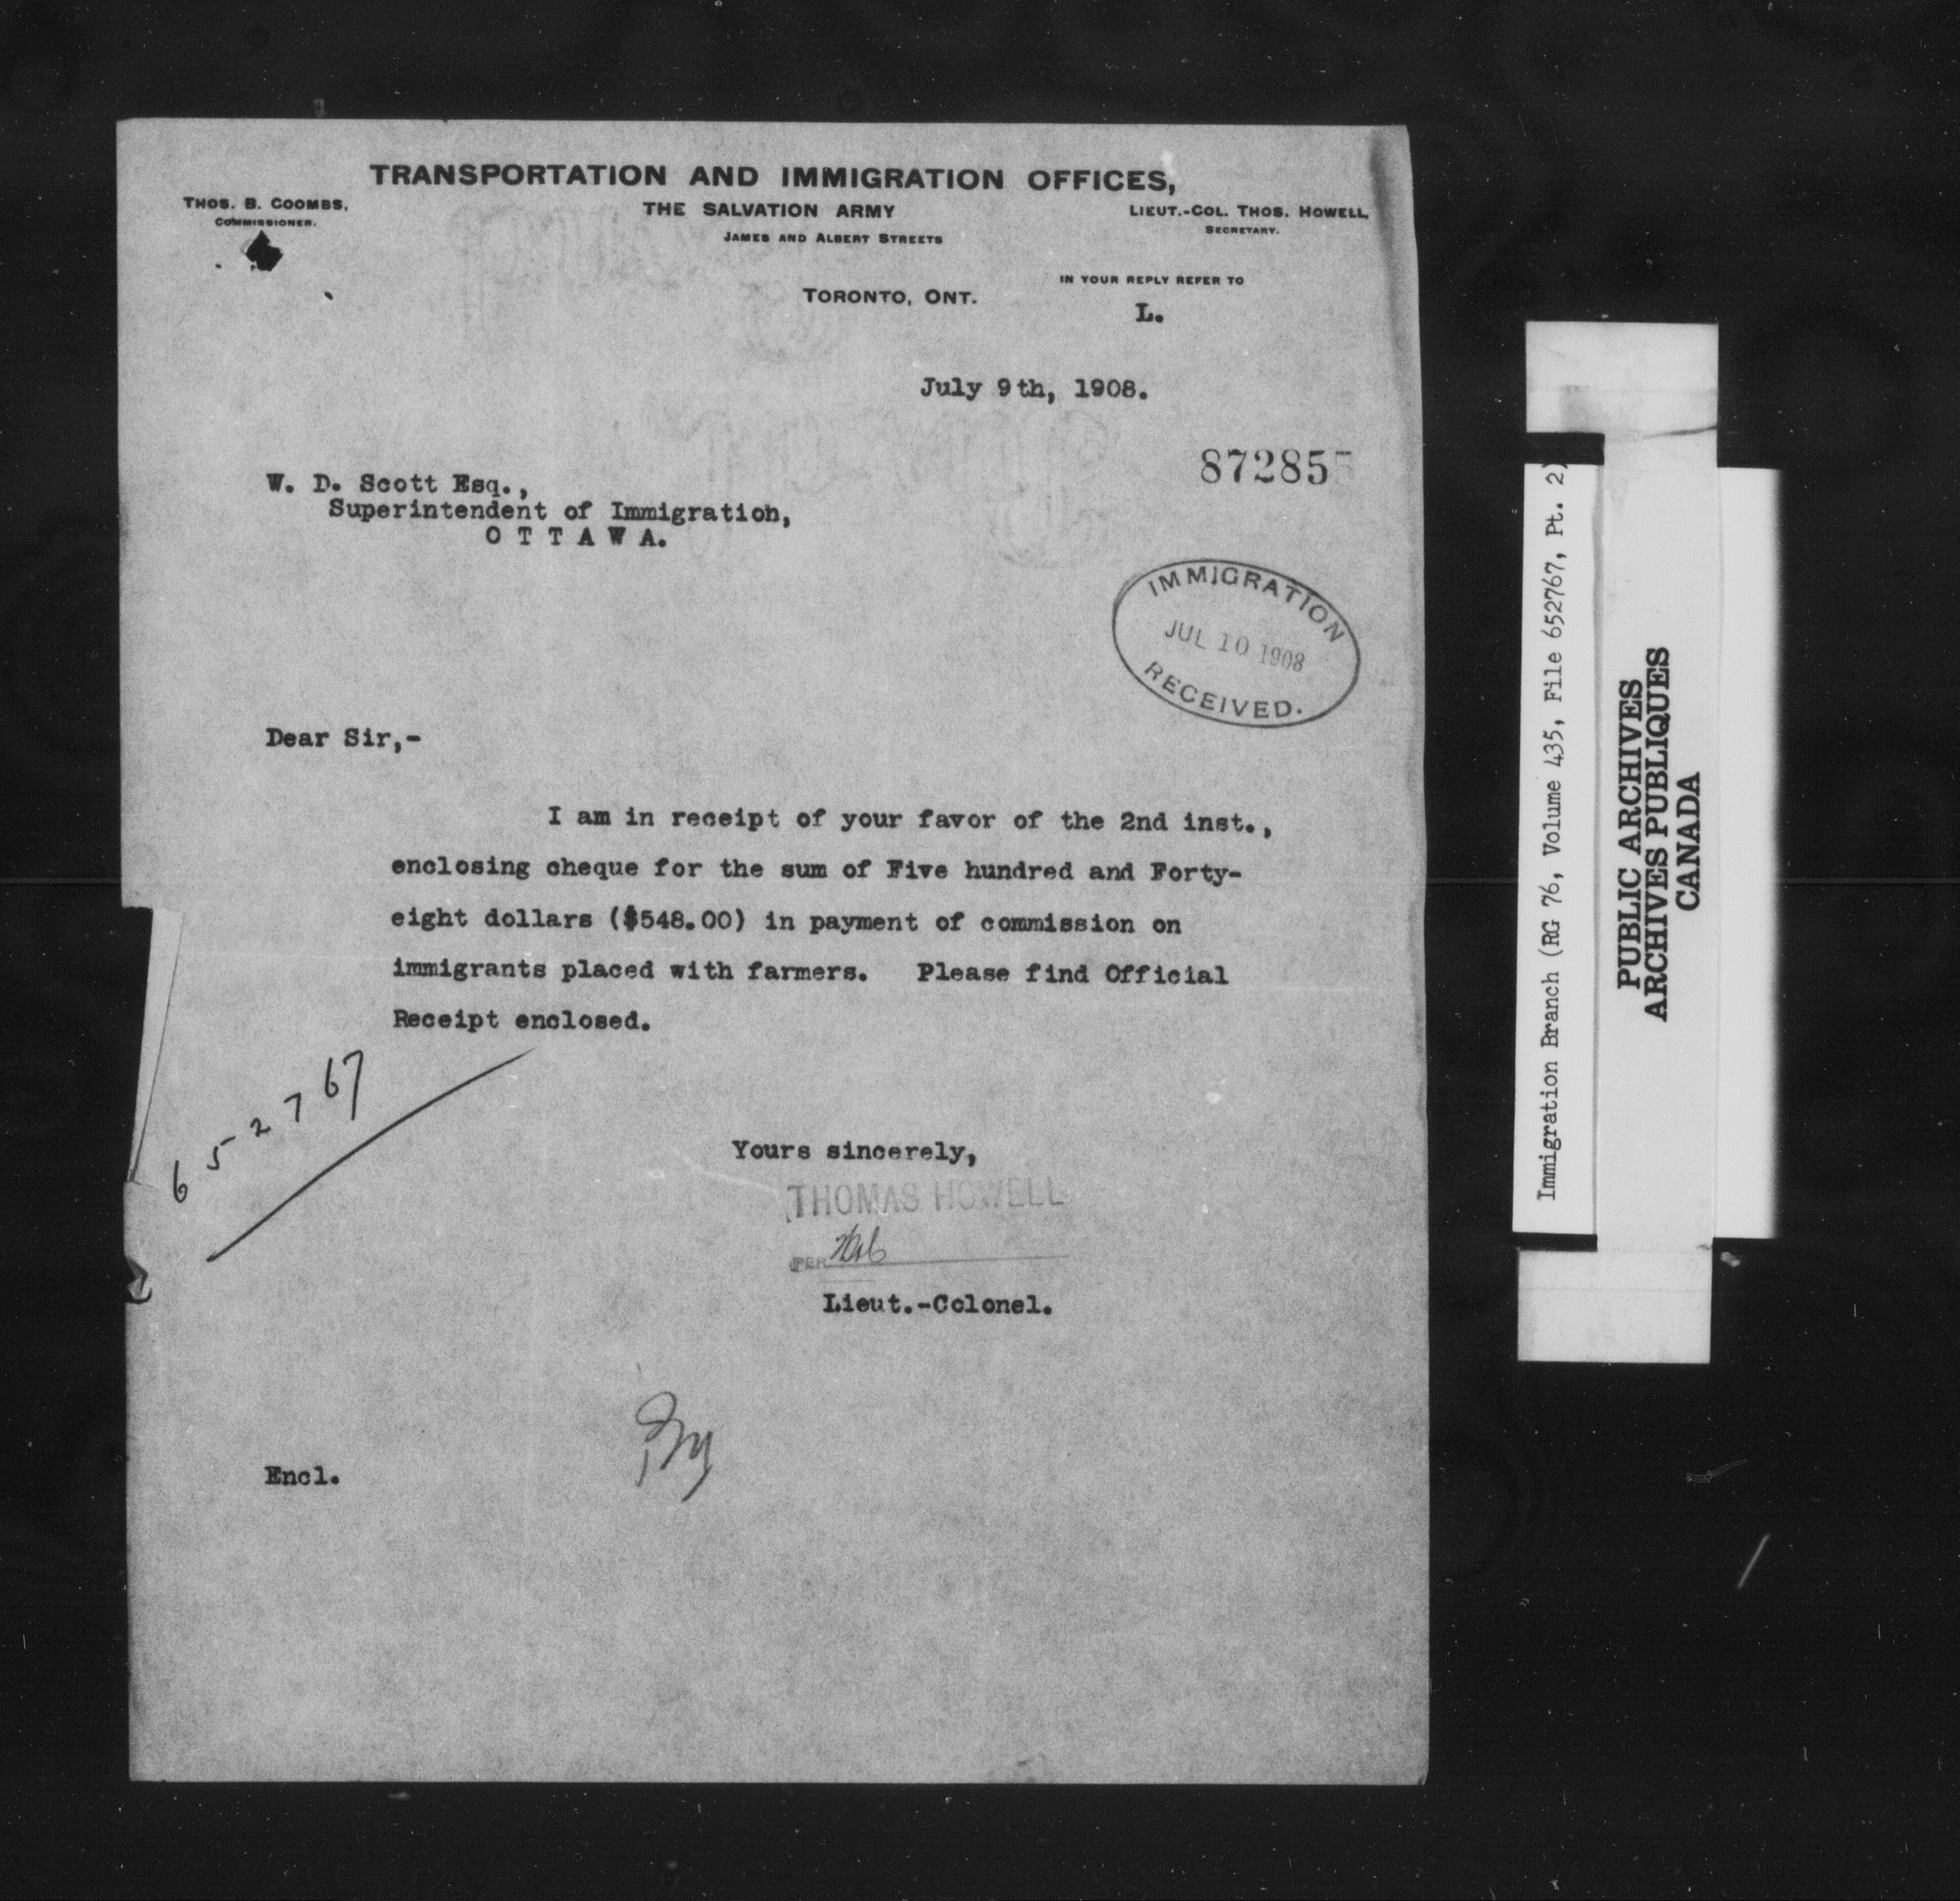 TRANSPORTATION AND IMMIGRATION OFFICES,
THOS. B. COOMBS,
COMMISSIONER.
THE SALVATION ARMY
JAMES AND ALBERT STREETS
LIEUT.-COL. THOS. HOWELL,
SECRETARY.
TORONTO, ONT.
IN YOUR REPLY REFER TO
L.
July 9th, 1908.
87285
W. D. Scott Esq.,
Superintendent of Immigration,
O T T A W A.
IMMIGRATION
JUL 10 1908
RECEIVED.
Dear Sir,-
I am in receipt of your favor of the 2nd inst.,
enclosing cheque for the sum of Five hundred and Forty-
eight dollars ($548.00) in payment of commission on
immigrants placed with farmers. Please find Official
Receipt enclosed.
652767
Yours sincerely,
THOMAS HOWELL
PER
Lieut.-Colonel.
Encl.
Immigration Branch (RG 76, Volume 435, File 652767, Pt. 2)
PUBLIC ARCHIVES
ARCHIVES PUBLIQUES
CANADA